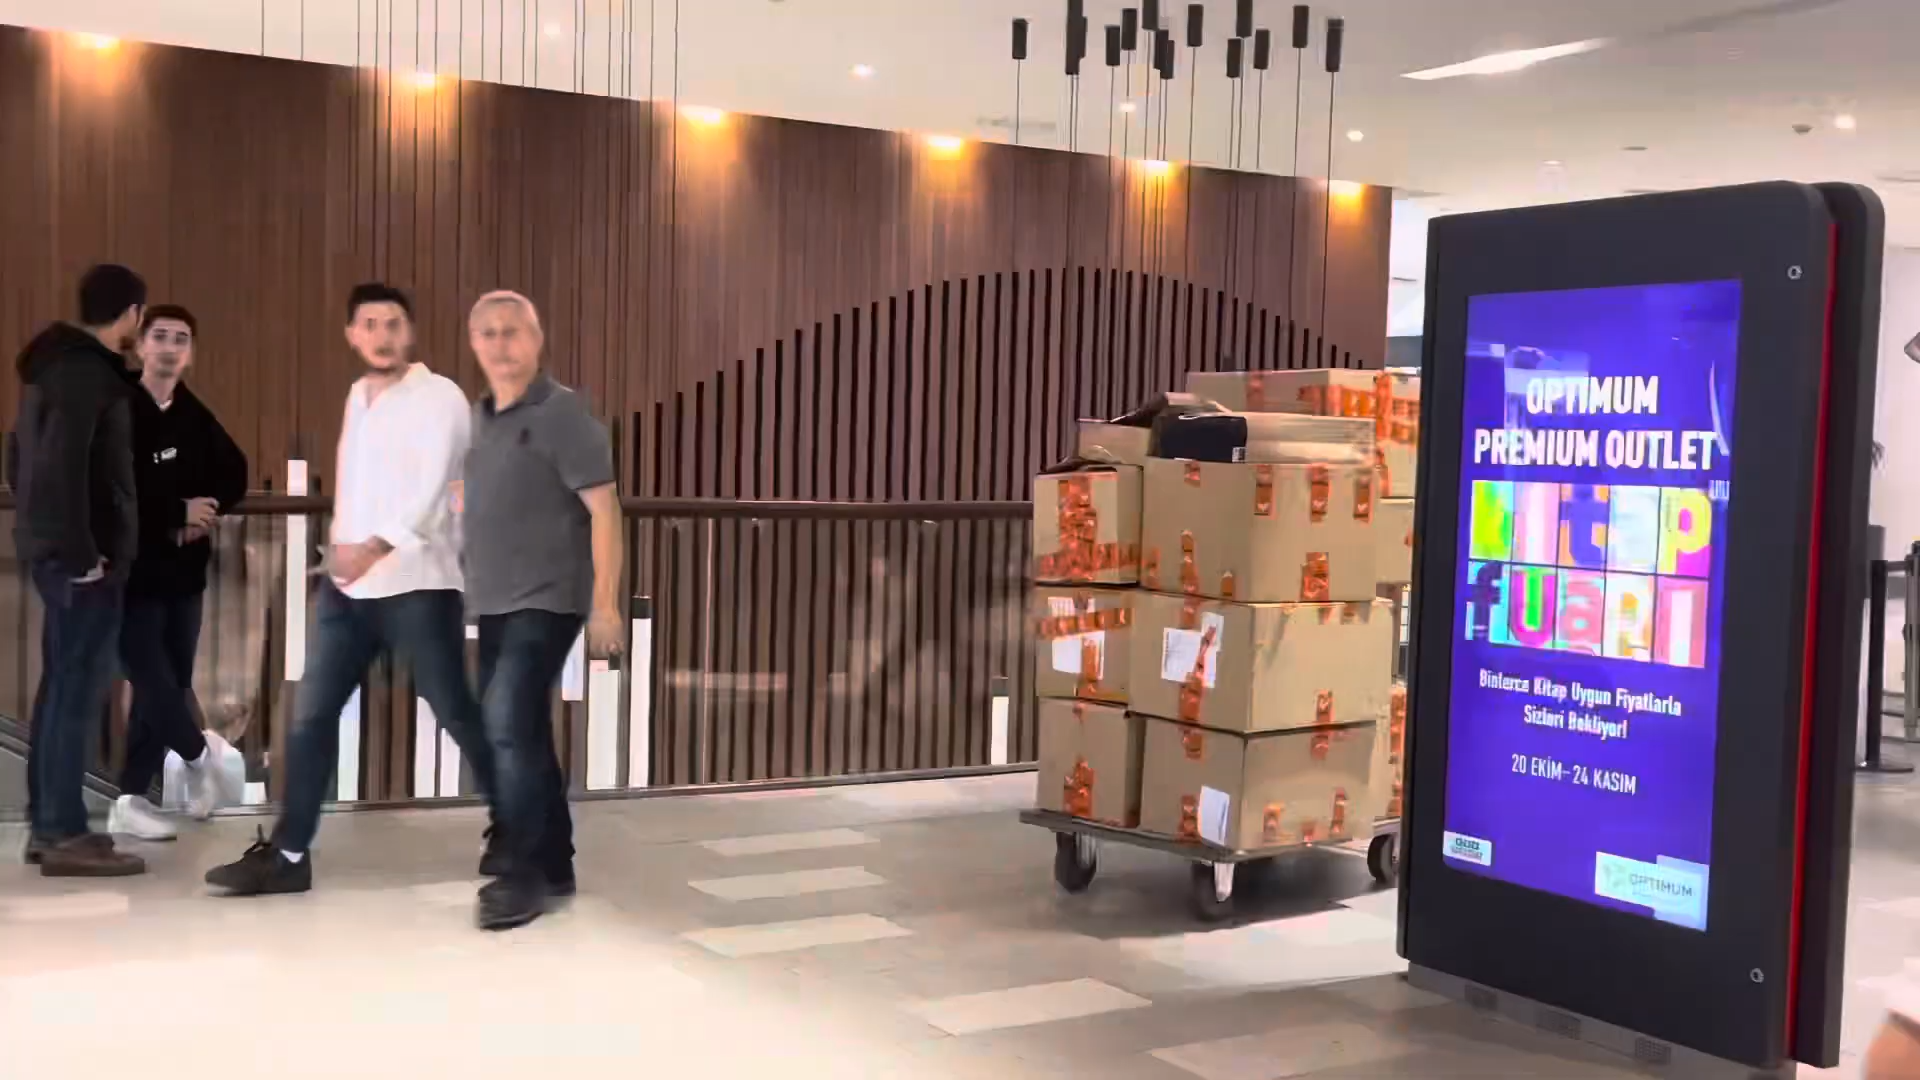 OPTIMUM
PREMIUM OUTLET
kitap
fuarı
Binlerce Kitap Uygun Fiyatlarla
Sizleri Bekliyor!
20 EKİM- 24 KASIM
OPTIMUM